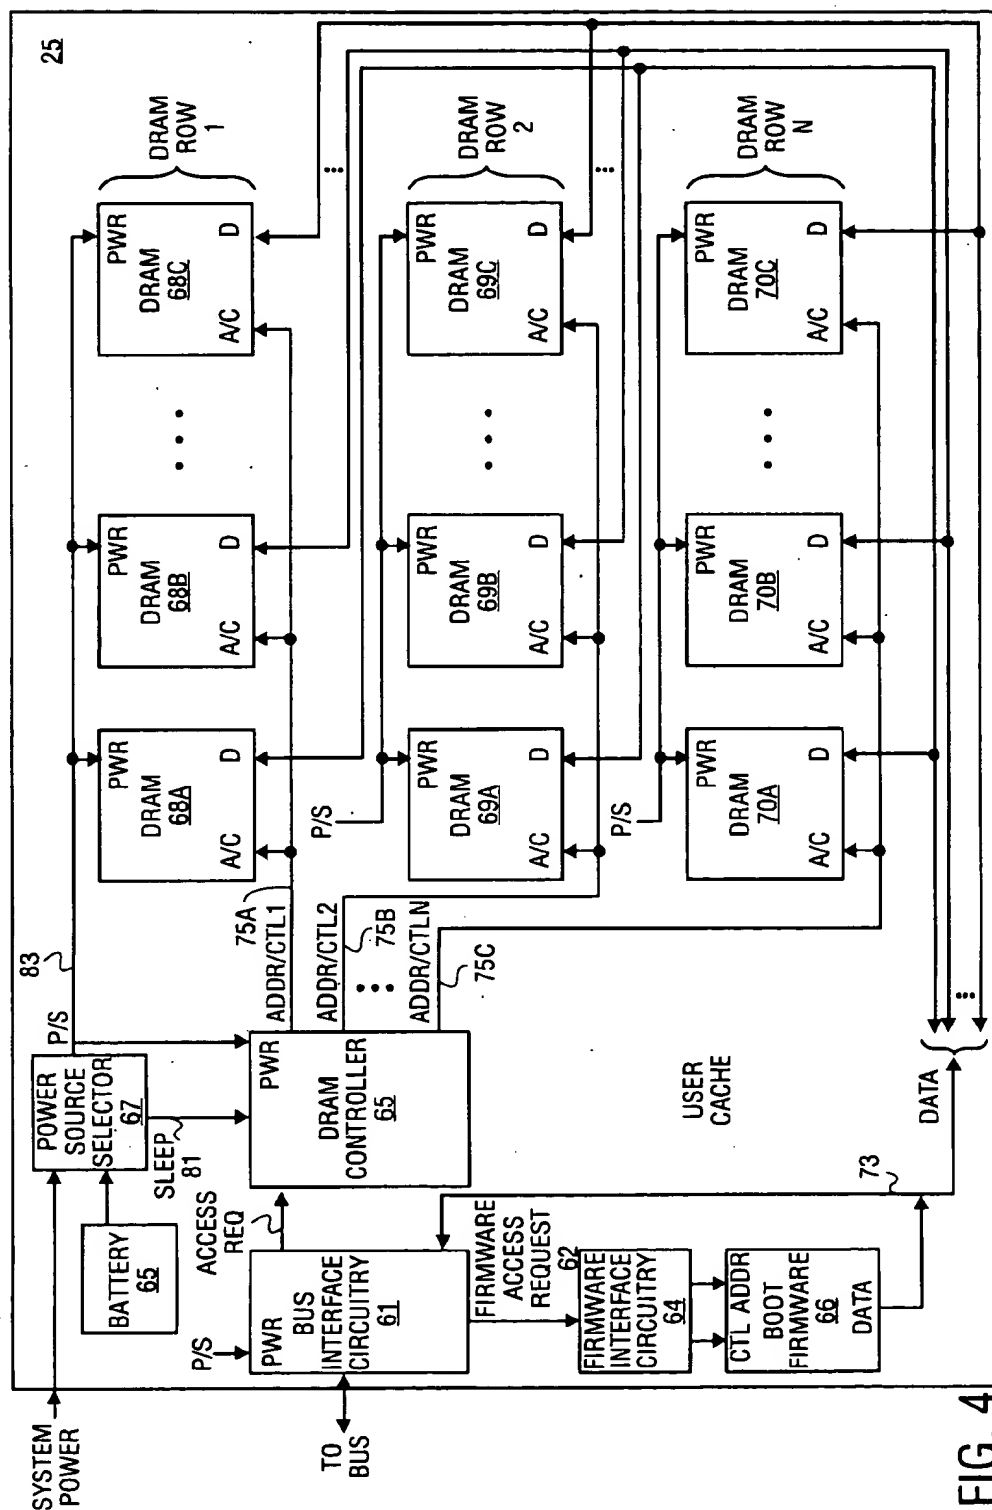 SYSTEM
POWER
TO
BUS
25
BATTERY
65
POWER
SOURCE
SELECTOR
67
P/S
83
SLEEP
81
ACCESS
REQ
P/S
PWR
BUS
INTERFACE
CIRCUITRY
61
PWR
DRAM
CONTROLLER
65
75A
ADDR/CTL1
ADDR/CTL2
75B
ADDR/CTLN
75C
FIRMWARE
ACCESS
REQUEST
62
FIRMWARE
INTERFACE
CIRCUITRY
64
CTL ADDR
BOOT
FIRMWARE
66
DATA
USER
CACHE
73
DATA
PWR
DRAM
68A
A/C D
PWR
DRAM
68B
A/C D
PWR
DRAM
68C
A/C D
DRAM
ROW
1
P/S
PWR
DRAM
69A
A/C D
PWR
DRAM
69B
A/C D
PWR
DRAM
69C
A/C D
DRAM
ROW
2
P/S
PWR
DRAM
70A
A/C D
PWR
DRAM
70B
A/C D
PWR
DRAM
70C
A/C D
DRAM
ROW
N
FIG. 4